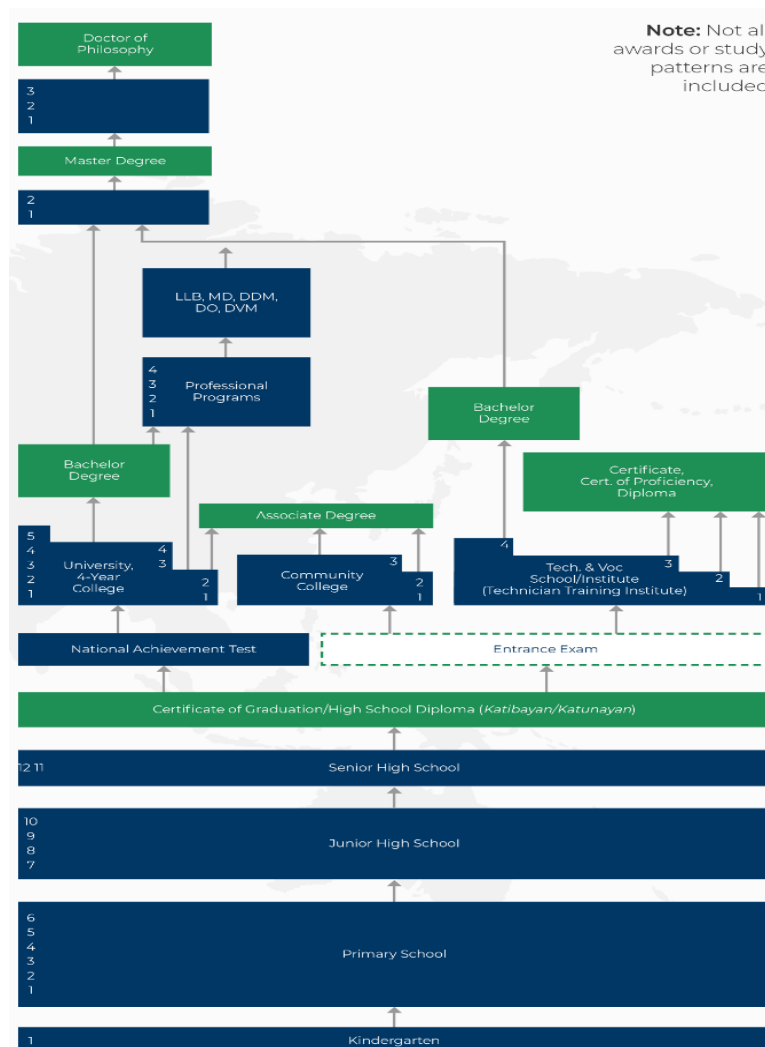 Note: Not al
awards or study
patterns are
included
Doctor of
Philosophy
3
2
1
Master Degree
2
1
LLB, MD, DDM,
DO, DVM
4
3
2
1
Professional
Programs
Bachelor
Degree
Bachelor
Degree
Certificate,
Cert. of Proficiency,
Diploma
Associate Degree
5
4
3
2
1
University,
4-Year
College
4
3
2
1
Community
College
3
2
1
4
Tech. & Voc
School/Institute
(Technician Training Institute)
3
2
1
National Achievement Test
Entrance Exam
Certificate of Graduation/High School Diploma (Katibayan/Katunayan)
12 11
Senior High School
10
9
8
7
Junior High School
6
5
4
3
2
1
Primary School
1
Kindergarten